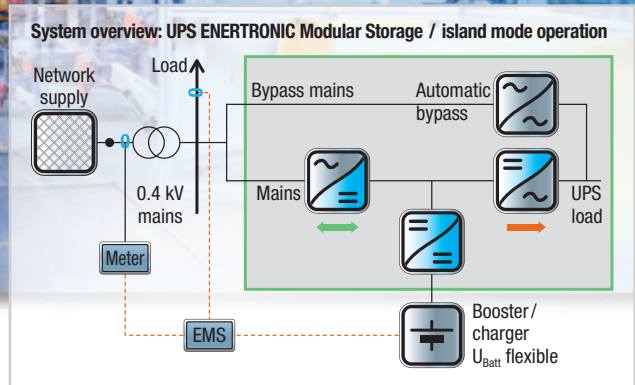 System overview: UPS ENERTRONIC Modular Storage / island mode operation
Network
supply
Load
Bypass mains
Automatic
bypass
0.4 kV
mains
Mains
UPS
load
Meter
EMS
Booster/
charger
U_Batt flexible